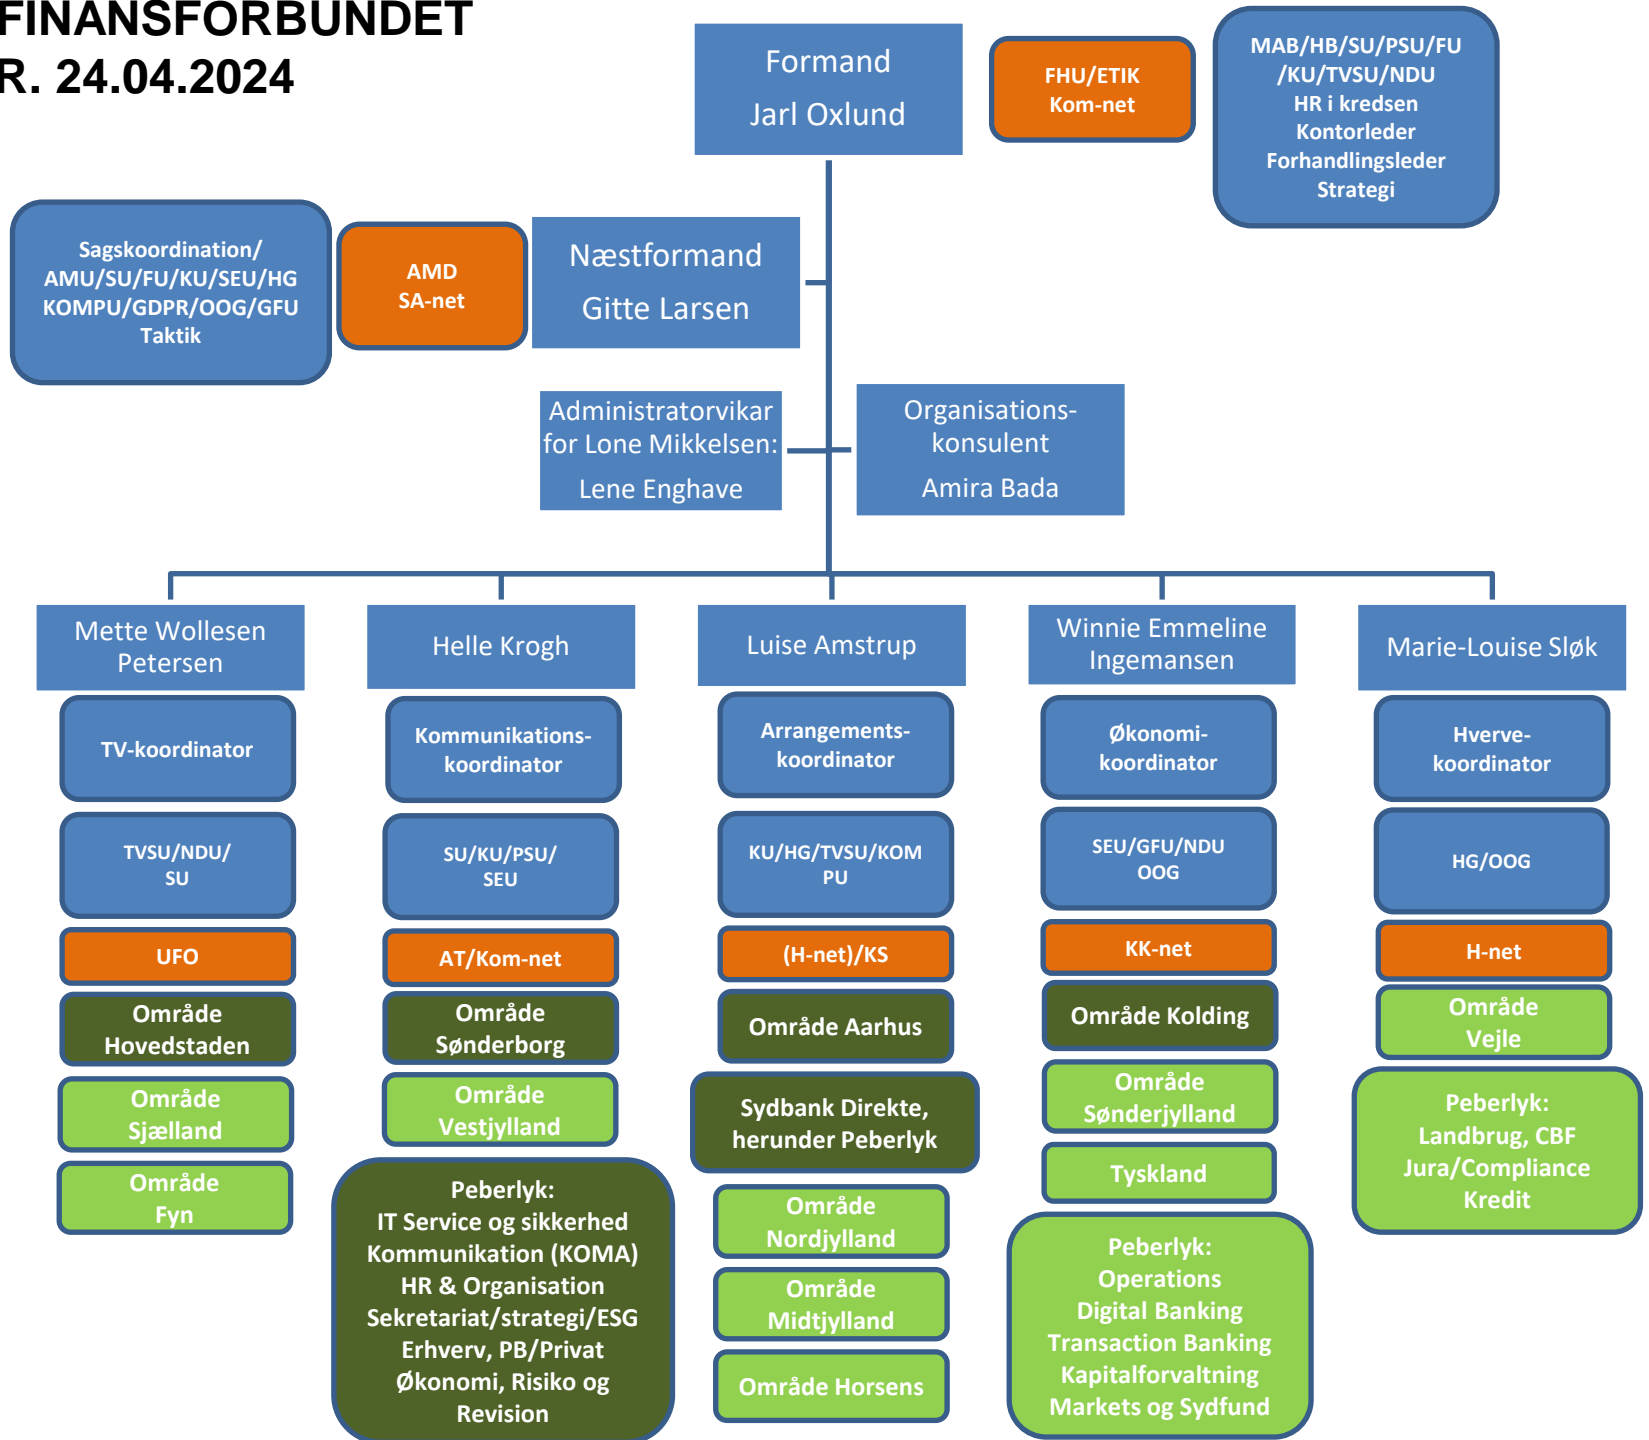 FINANSFORBUNDET
R. 24.04.2024
Formand
Jarl Oxlund
FHU/ETIK
Kom-net
MAB/HB/SU/PSU/FU
/KU/TVSU/NDU
HR i kredsen
Kontorleder
Forhandlingsleder
Strategi
Sagskoordination/
AMU/SU/FU/KU/SEU/HG
KOMPU/GDPR/OOG/GFU
Taktik
AMD
SA-net
Næstformand
Gitte Larsen
Administratorvikar
for Lone Mikkelsen:
Lene Enghave
Organisations-
konsulent
Amira Bada
Mette Wollesen
Petersen
TV-koordinator
TVSU/NDU/
SU
UFO
Område
Hovedstaden
Område
Sjælland
Område
Fyn
Helle Krogh
Kommunikations-
koordinator
SU/KU/PSU/
SEU
AT/Kom-net
Område
Sønderborg
Område
Vestjylland
Peberlyk:
IT Service og sikkerhed
Kommunikation (KOMA)
HR & Organisation
Sekretariat/strategi/ESG
Erhverv, PB/Privat
Økonomi, Risiko og
Revision
Luise Amstrup
Arrangements-
koordinator
KU/HG/TVSU/KOM
PU
(H-net)/KS
Område Aarhus
Sydbank Direkte,
herunder Peberlyk
Område
Nordjylland
Område
Midtjylland
Område Horsens
Winnie Emmeline
Ingemansen
Økonomi-
koordinator
SEU/GFU/NDU
OOG
KK-net
Område Kolding
Område
Sønderjylland
Tyskland
Peberlyk:
Operations
Digital Banking
Transaction Banking
Kapitalforvaltning
Markets og Sydfund
Marie-Louise Sløk
Hverve-
koordinator
HG/OOG
H-net
Område
Vejle
Peberlyk:
Landbrug, CBF
Jura/Compliance
Kredit